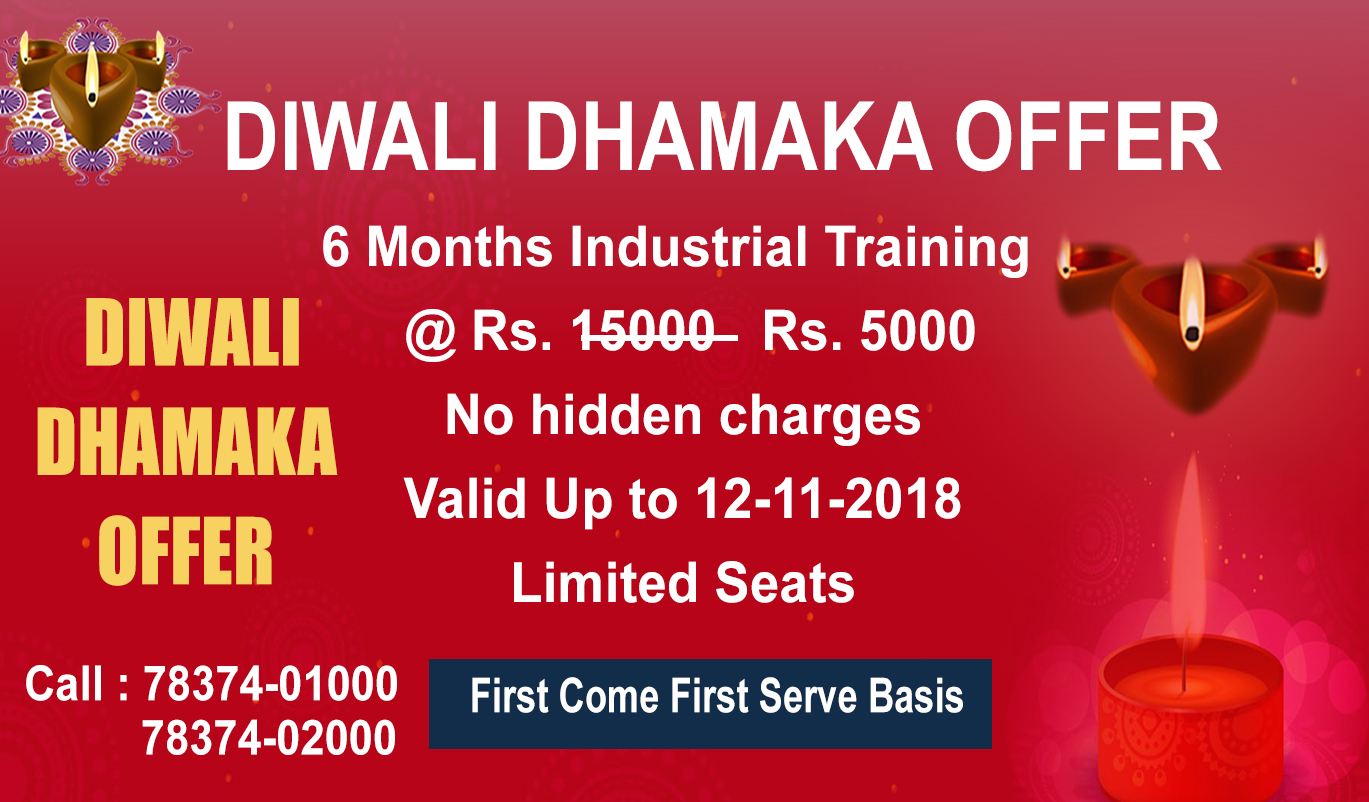 DIWALI DHAMAKA OFFER
6 Months Industrial Training
@ Rs. 15000 Rs. 5000
No hidden charges
Valid Up to 12-11-2018
Limited Seats
DIWALI
DHAMAKA
OFFER
Call : 78374-01000
78374-02000
First Come First Serve Basis